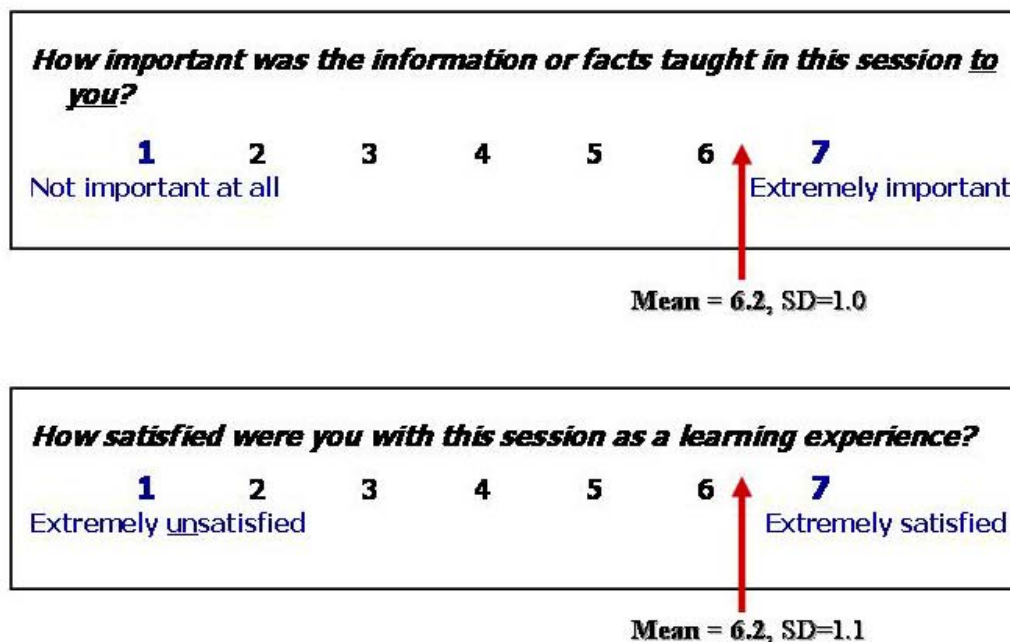 How important was the information or facts taught in this session to
you?
1 2 3 4 5 6 7
Not important at all Extremely important
Mean = 6.2, SD=1.0
How satisfied were you with this session as a learning experience?
1 2 3 4 5 6 7
Extremely unsatisfied Extremely satisfied
Mean = 6.2, SD=1.1